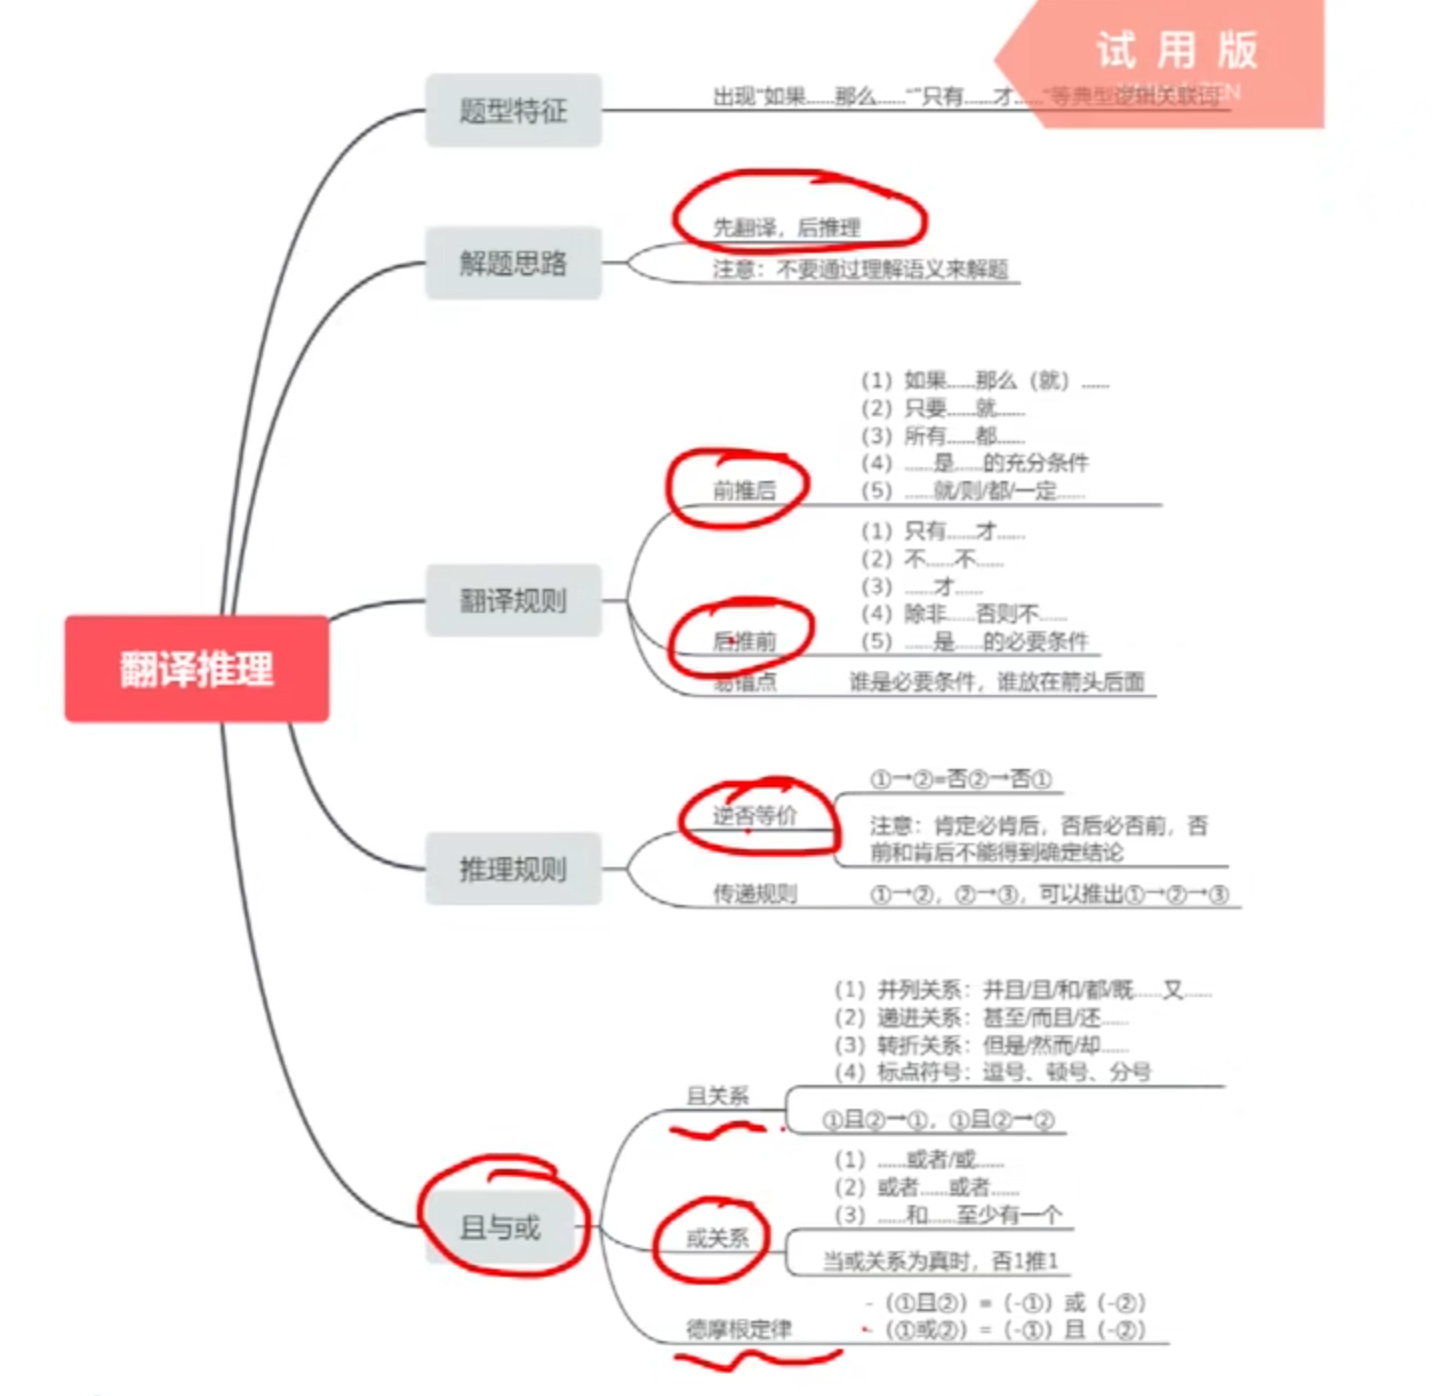 试用版
题型特征
出现“如果……那么……“”只有……才……“等典型逻辑关联词
解题思路
先翻译，后推理
注意：不要通过理解语义来解题
翻译规则
前推后
（1）如果……那么（就）……
（2）只要……就……
（3）所有……都……
（4）……是……的充分条件
（5）……就/则/都/一定……
后推前
（1）只有……才……
（2）不……不……
（3）……才……
（4）除非……否则不……
（5）……是……的必要条件
易错点
谁是必要条件，谁放在箭头后面
翻译推理
推理规则
逆否等价
①→②=否②→否①
注意：肯定必肯后，否后必否前，否
前和肯后不能得到确定结论
传递规则
①→②，②→③，可以推出①→②→③
且与或
且关系
（1）并列关系：并且/且/和/都/既……又……
（2）递进关系：甚至/而且/还……
（3）转折关系：但是/然而/却……
（4）标点符号：逗号、顿号、分号
①且②→①，①且②→②
或关系
（1）……或者/或……
（2）或者……或者……
（3）……和……至少有一个
当或关系为真时，否1推1
德摩根定律
-（①且②）=（-①）或（-②）
-（①或②）=（-①）且（-②）